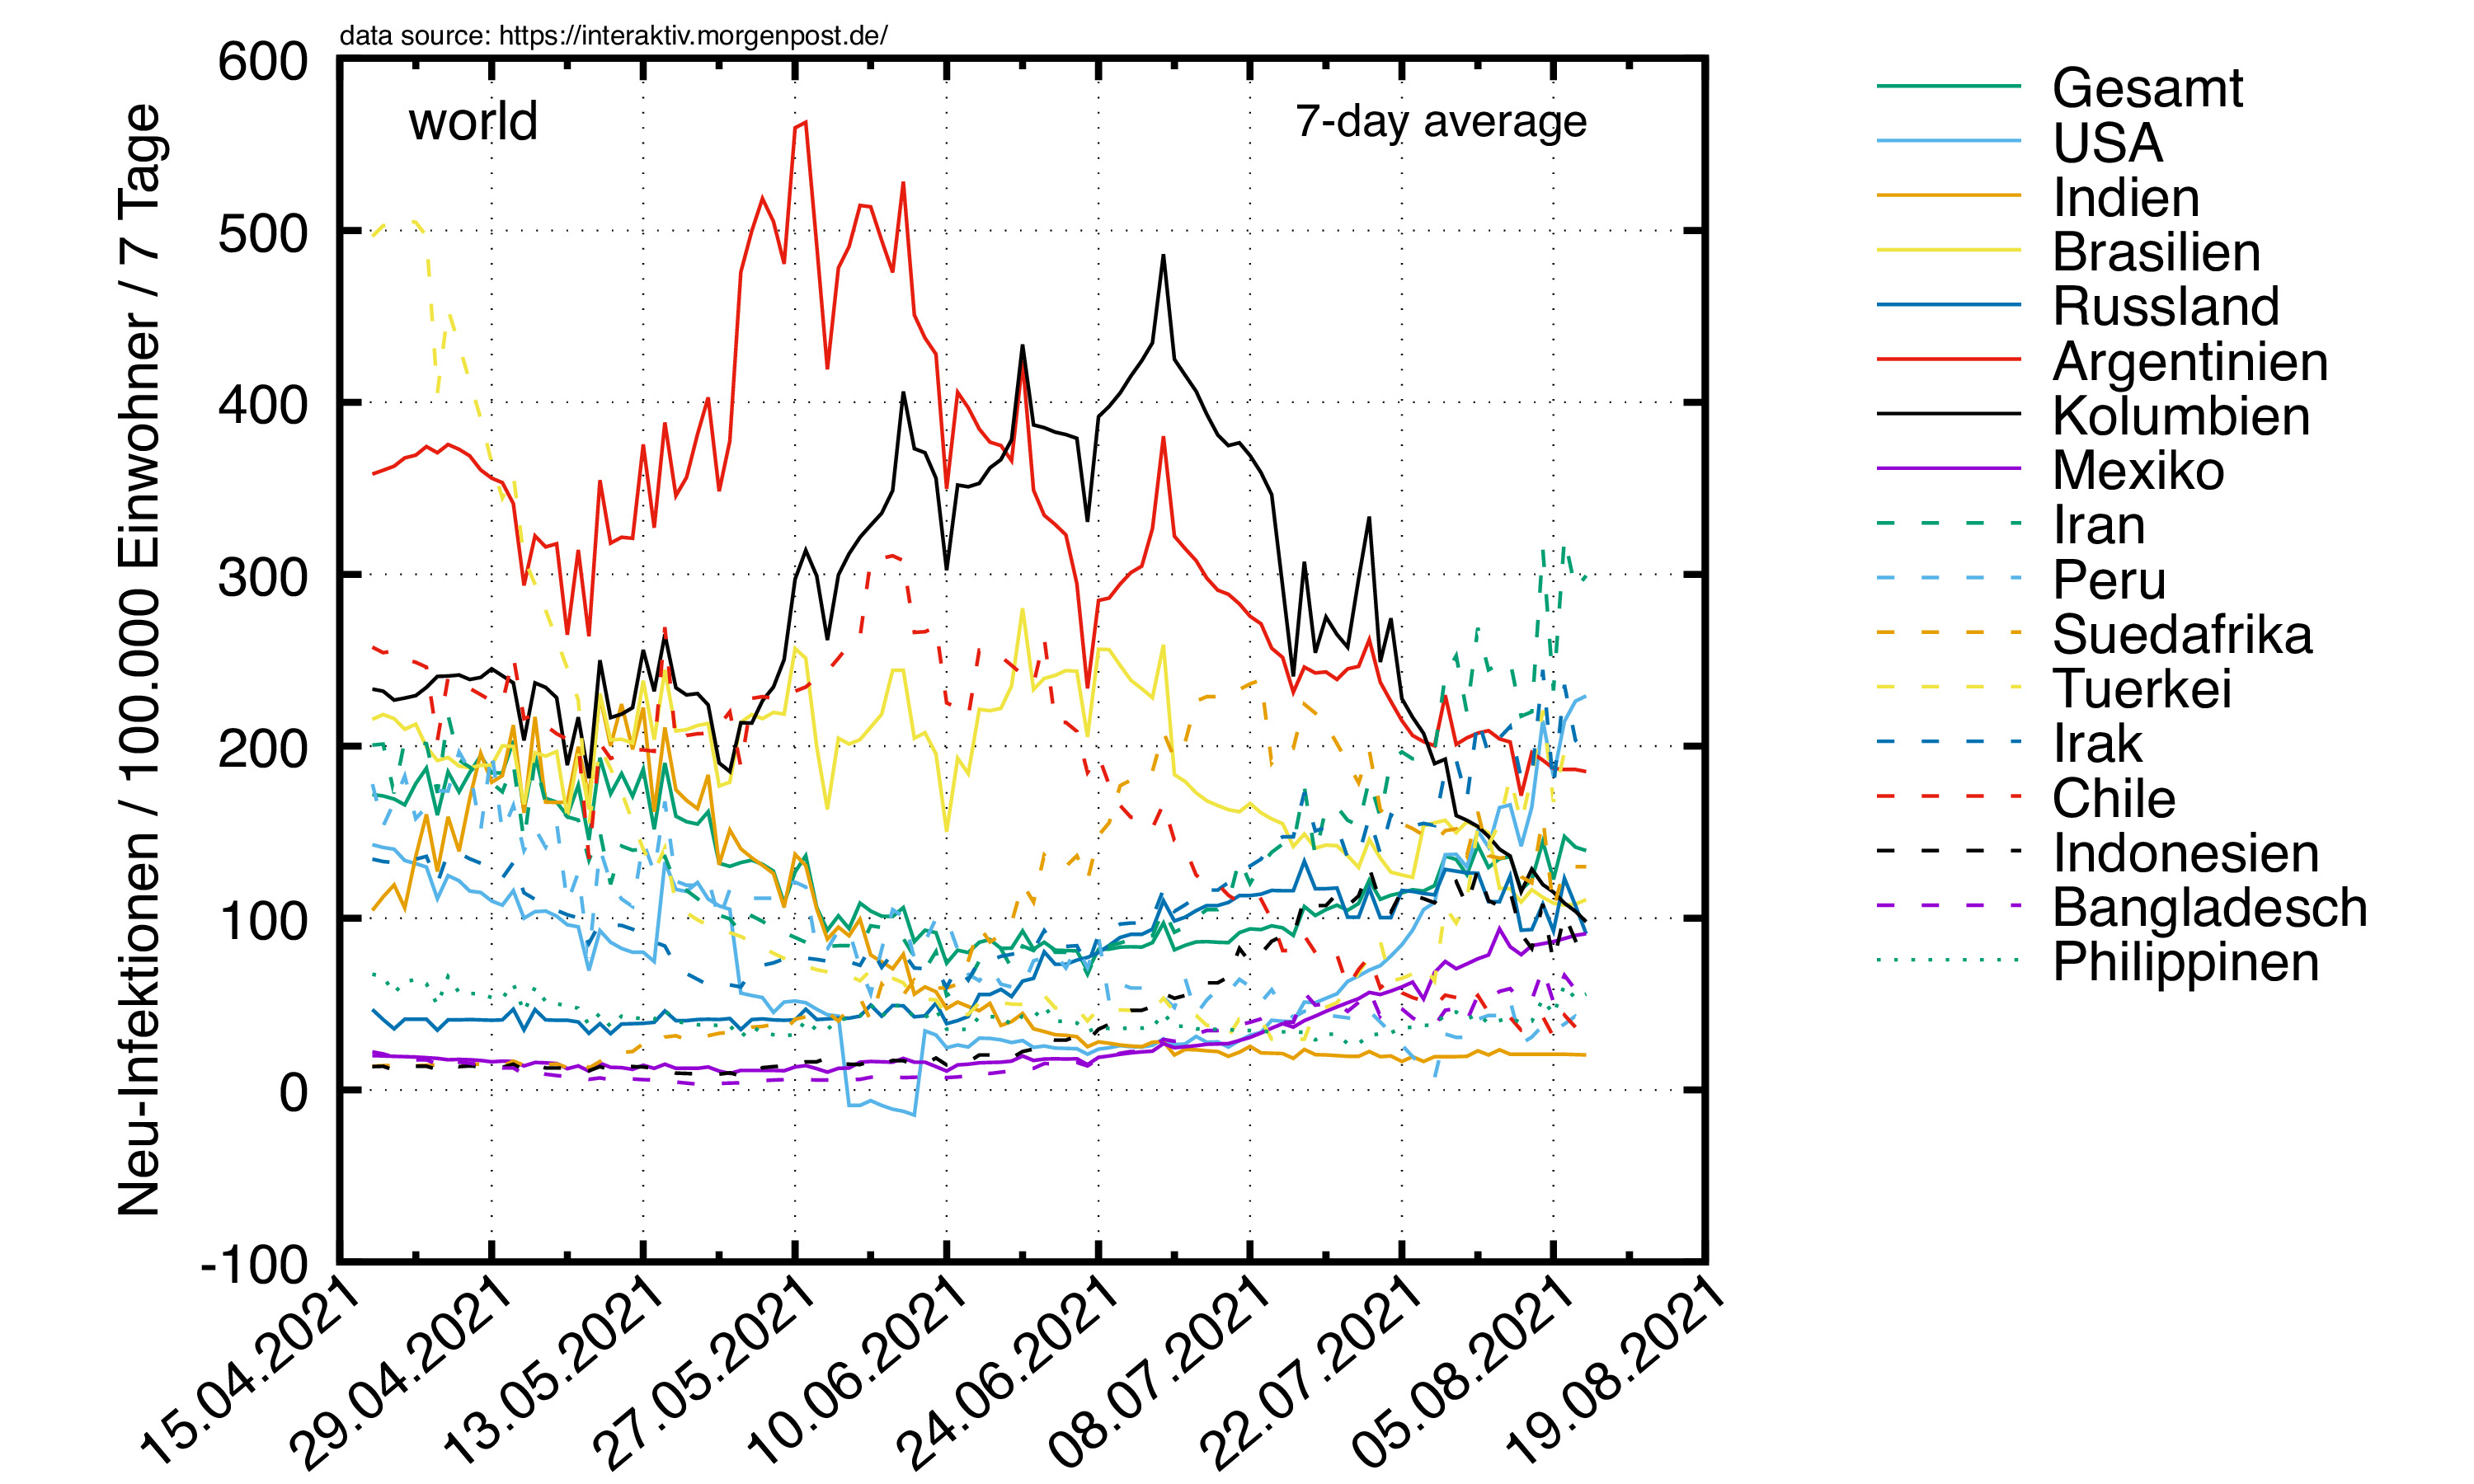 data source: https://interaktiv.morgenpost.de/
world
7-day average
Neu-Infektionen / 100.000 Einwohner / 7 Tage
600
500
400
300
200
100
0
-100
15.04.2021
29.04.2021
13.05.2021
27.05.2021
10.06.2021
24.06.2021
08.07.2021
22.07.2021
05.08.2021
19.08.2021
Gesamt
USA
Indien
Brasilien
Russland
Argentinien
Kolumbien
Mexiko
Iran
Peru
Suedafrika
Tuerkei
Irak
Chile
Indonesien
Bangladesch
Philippinen